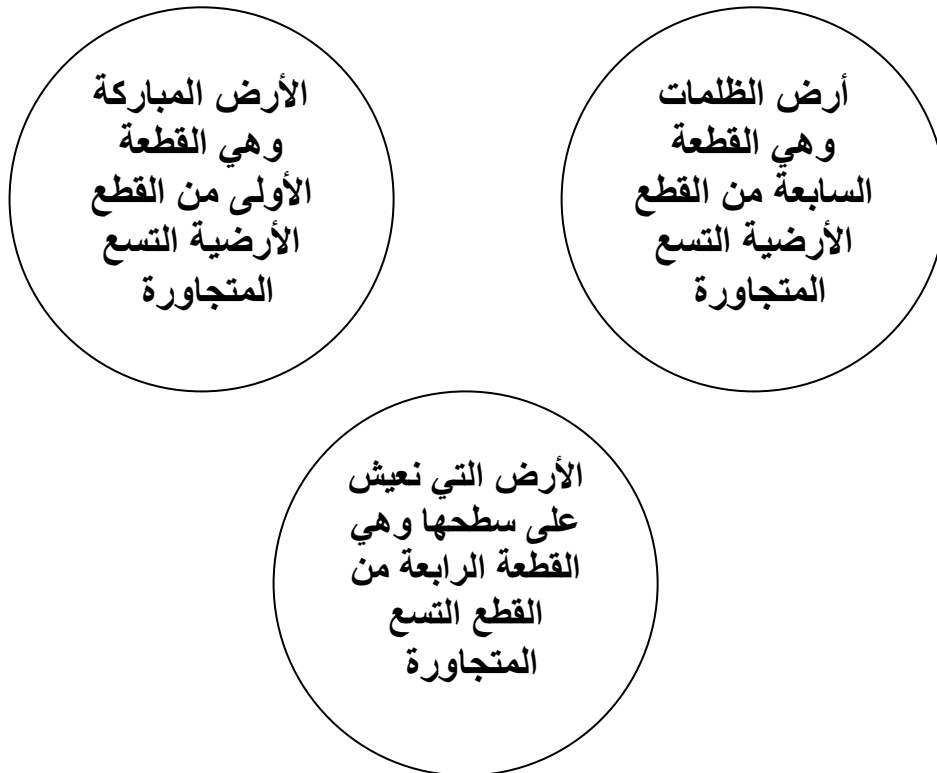 أرض الظلمات
وهي القطعة
السابعة من القطع
الأرضية التسع
المتجاورة
الأرض المباركة
وهي القطعة
الأولى من القطع
الأرضية التسع
المتجاورة
الأرض التي نعيش
على سطحها وهي
القطعة الرابعة من
القطع التسع
المتجاورة